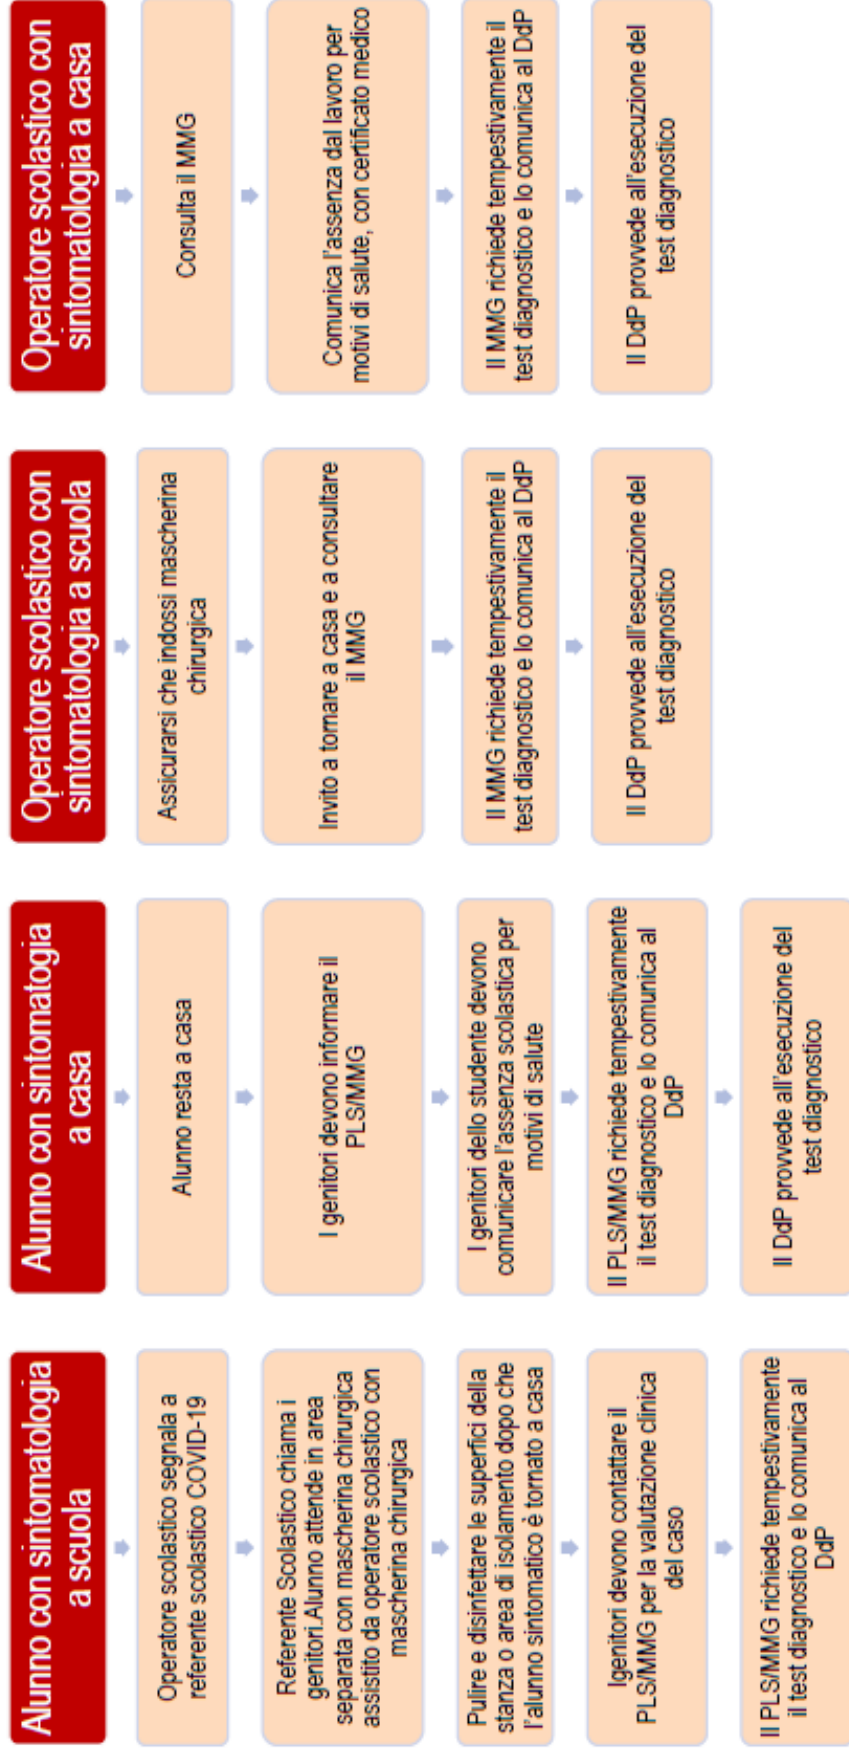 Alunno con sintomatologia
a scuola
Operatore scolastico segnala a
referente scolastico COVID-19
Referente Scolastico chiama i
genitori.Alunno attende in area
separata con mascherina chirurgica
assistito da operatore scolastico con
mascherina chirurgica
Pulire e disinfettare le superfici della
stanza o area di isolamento dopo che
l'alunno sintomatico è tornato a casa
Igenitori devono contattare il
PLS/MMG per la valutazione clinica
del caso
Il PLS/MMG richiede tempestivamente
il test diagnostico e lo comunica al
DdP
Alunno con sintomatogia
a casa
Alunno resta a casa
I genitori devono informare il
PLS/MMG
I genitori dello studente devono
comunicare l'assenza scolastica per
motivi di salute
Il PLS/MMG richiede tempestivamente
il test diagnostico e lo comunica al
DdP
Il DdP provvede all'esecuzione del
test diagnostico
Operatore scolastico con
sintomatologia a scuola
Assicurarsi che indossi mascherina
chirurgica
Invito a tornare a casa e a consultare
il MMG
Il MMG richiede tempestivamente il
test diagnostico e lo comunica al DdP
Il DdP provvede all'esecuzione del
test diagnostico
Operatore scolastico con
sintomatologia a casa
Consulta il MMG
Comunica l'assenza dal lavoro per
motivi di salute, con certificato medico
Il MMG richiede tempestivamente il
test diagnostico e lo comunica al DdP
Il DdP provvede all'esecuzione del
test diagnostico